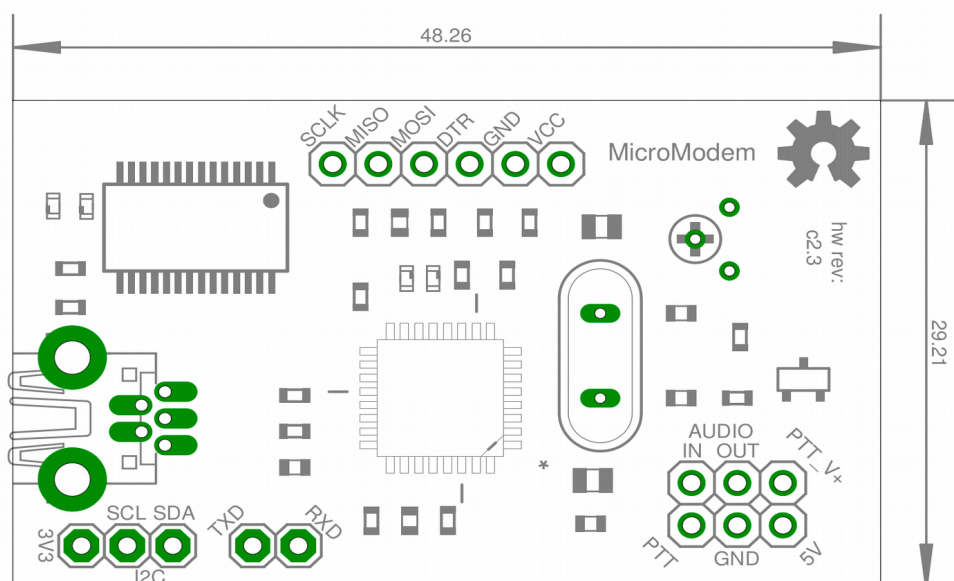 48.26
SCLK
MISO
MOSI
DTR
GND
VCC
MicroModem
hw rev:
c2.3
29.21
AUDIO
IN OUT
PTT_V+
PTT
GND
5V
SCL SDA
TXD
RXD
3V3
I2C
*